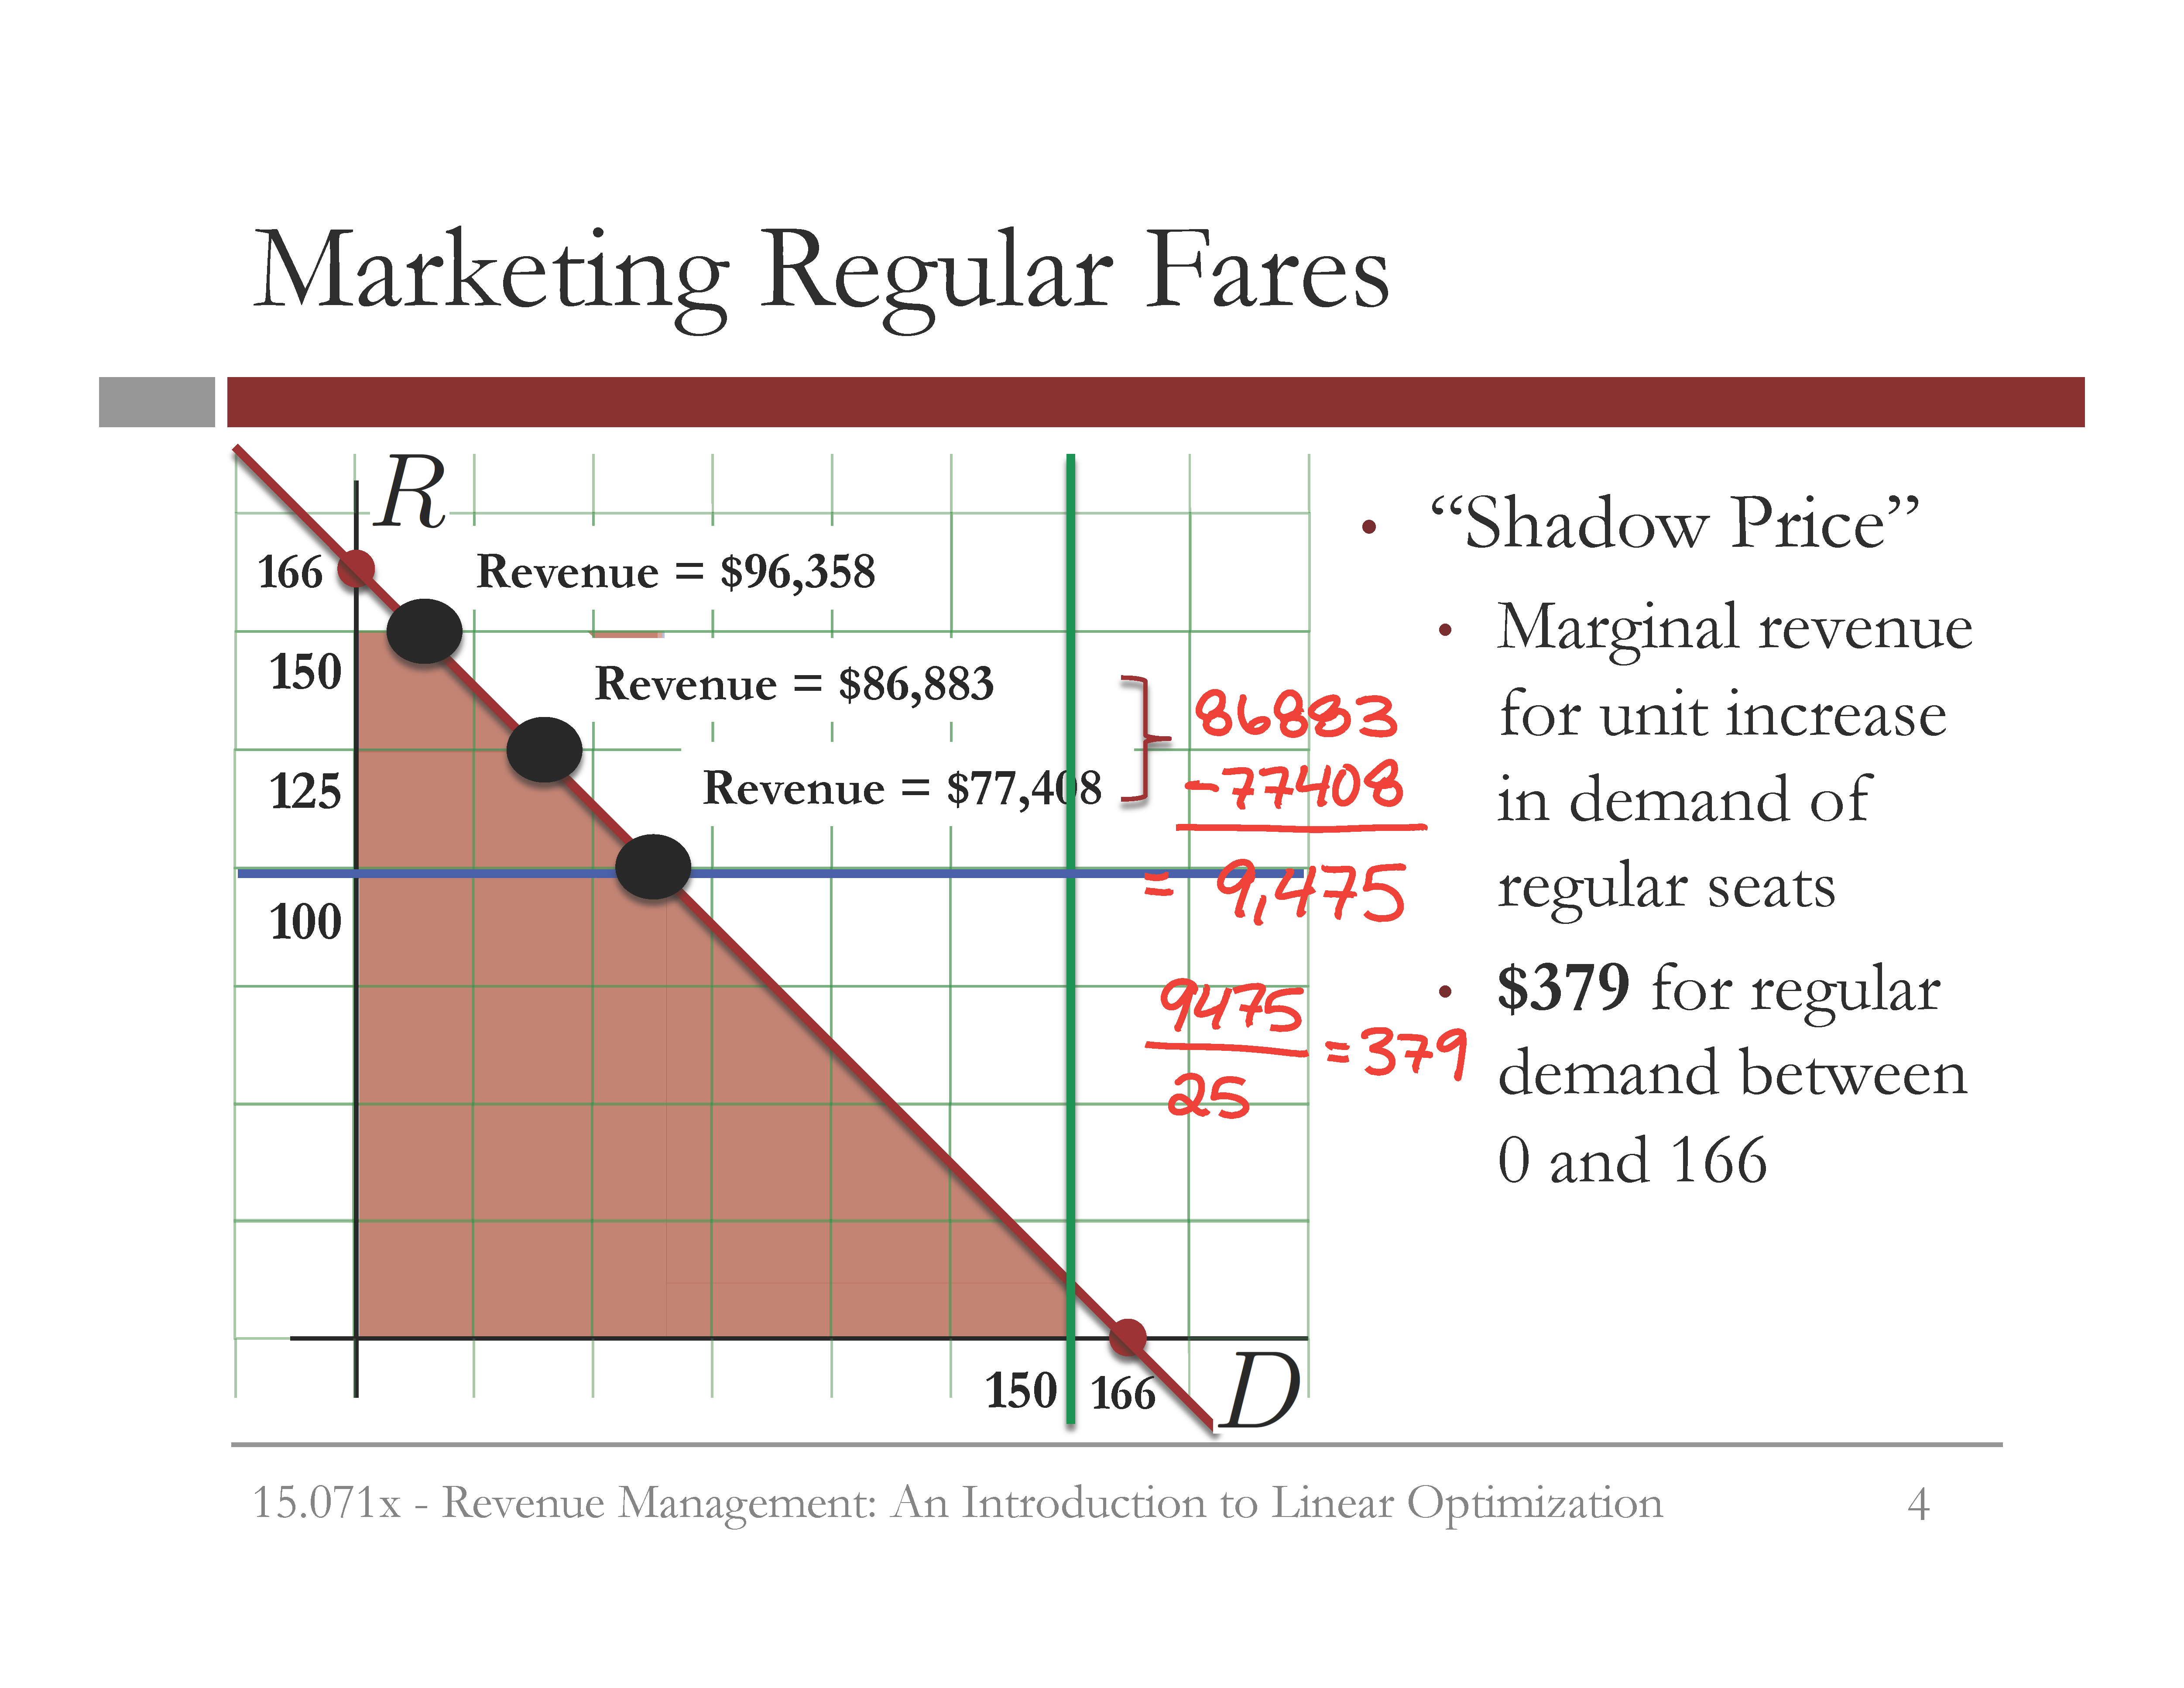 Marketing Regular Fares
R
166
Revenue = $96,358
150
Revenue = $86,883
125
Revenue = $77,408
100
150
166
D
86883
-77408
= 9,475
9475
25
=379
• “Shadow Price”
• Marginal revenue
for unit increase
in demand of
regular seats
• $379 for regular
demand between
0 and 166
15.071x - Revenue Management: An Introduction to Linear Optimization
4